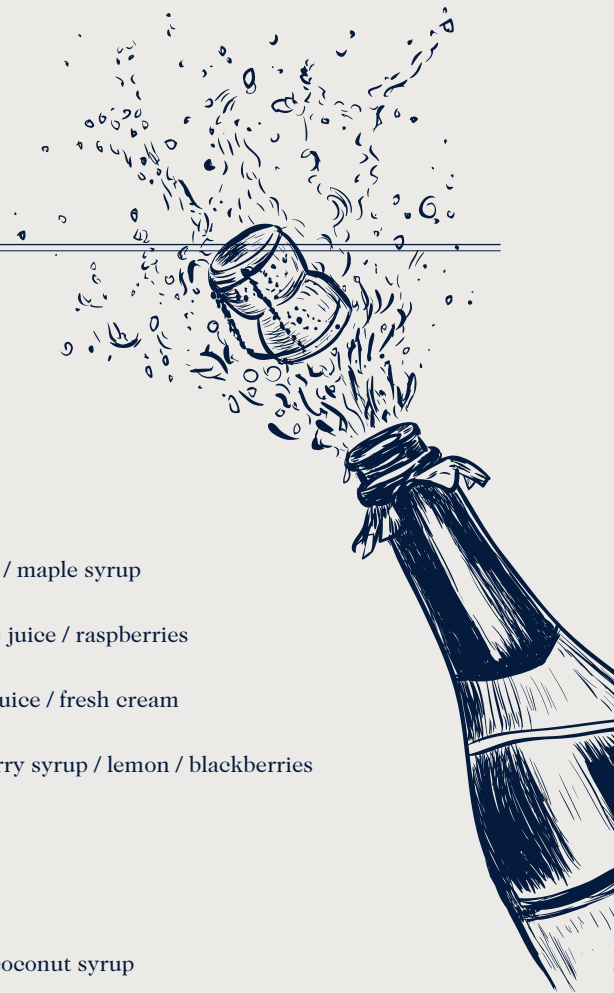 / maple syrup
juice / raspberries
uice / fresh cream
rry syrup / lemon / blackberries
oconut syrup